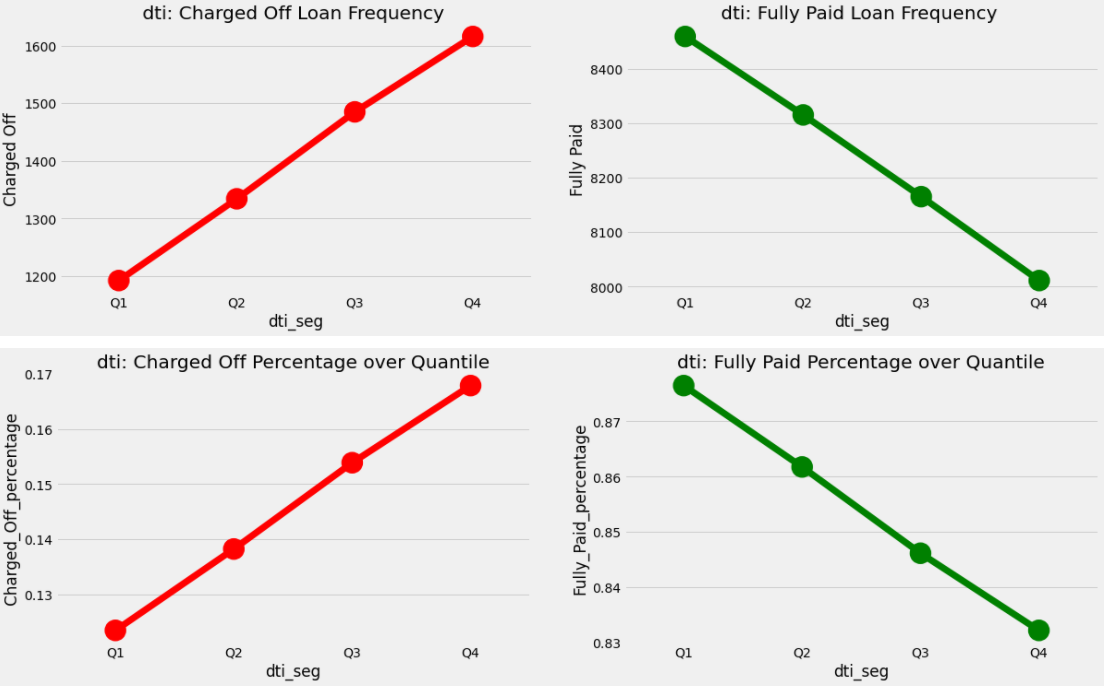 dti: Charged Off Loan Frequency
Charged Off
1600
1500
1400
1300
1200
Q1 Q2 Q3 Q4
dti_seg
dti: Fully Paid Loan Frequency
Fully Paid
8400
8300
8200
8100
8000
Q1 Q2 Q3 Q4
dti_seg
dti: Charged Off Percentage over Quantile
Charged_Off_percentage
0.17
0.16
0.15
0.14
0.13
Q1 Q2 Q3 Q4
dti_seg
dti: Fully Paid Percentage over Quantile
Fully_Paid_percentage
0.87
0.86
0.85
0.84
0.83
Q1 Q2 Q3 Q4
dti_seg